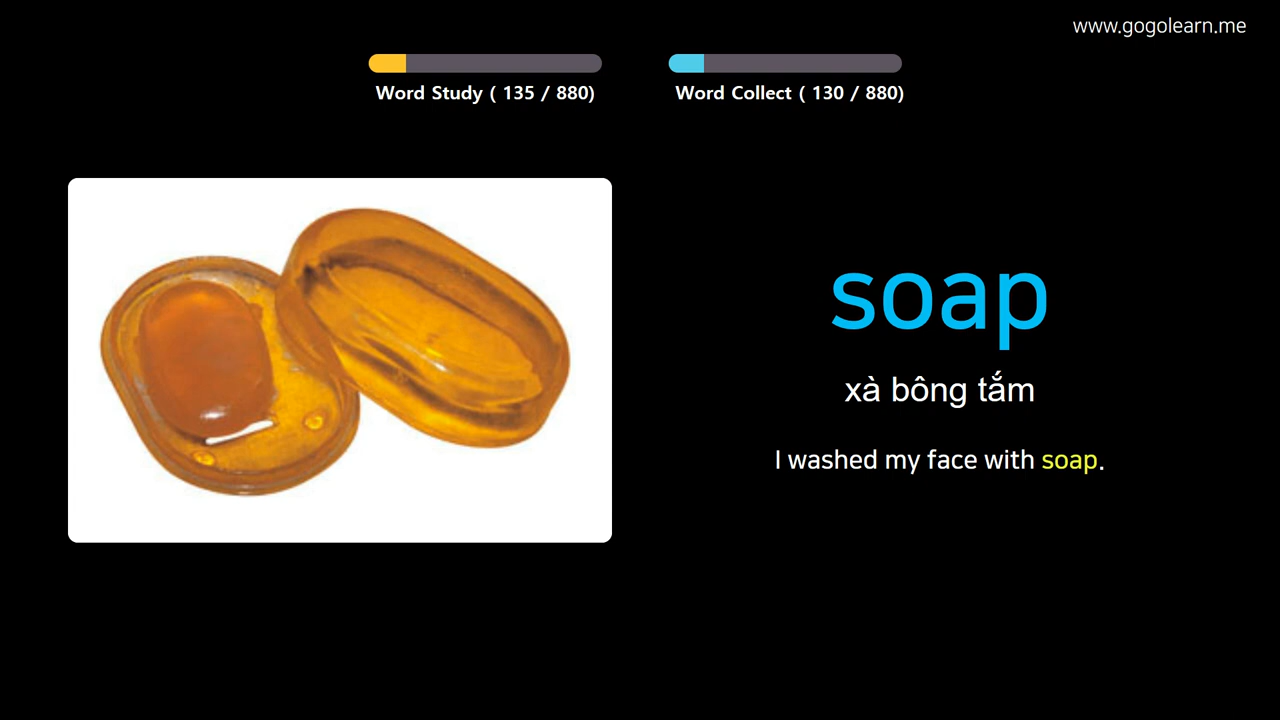 www.gogolearn.me
Word Study ( 135 / 880)
Word Collect ( 130 / 880)
soap
xà bông tắm
I washed my face with soap.